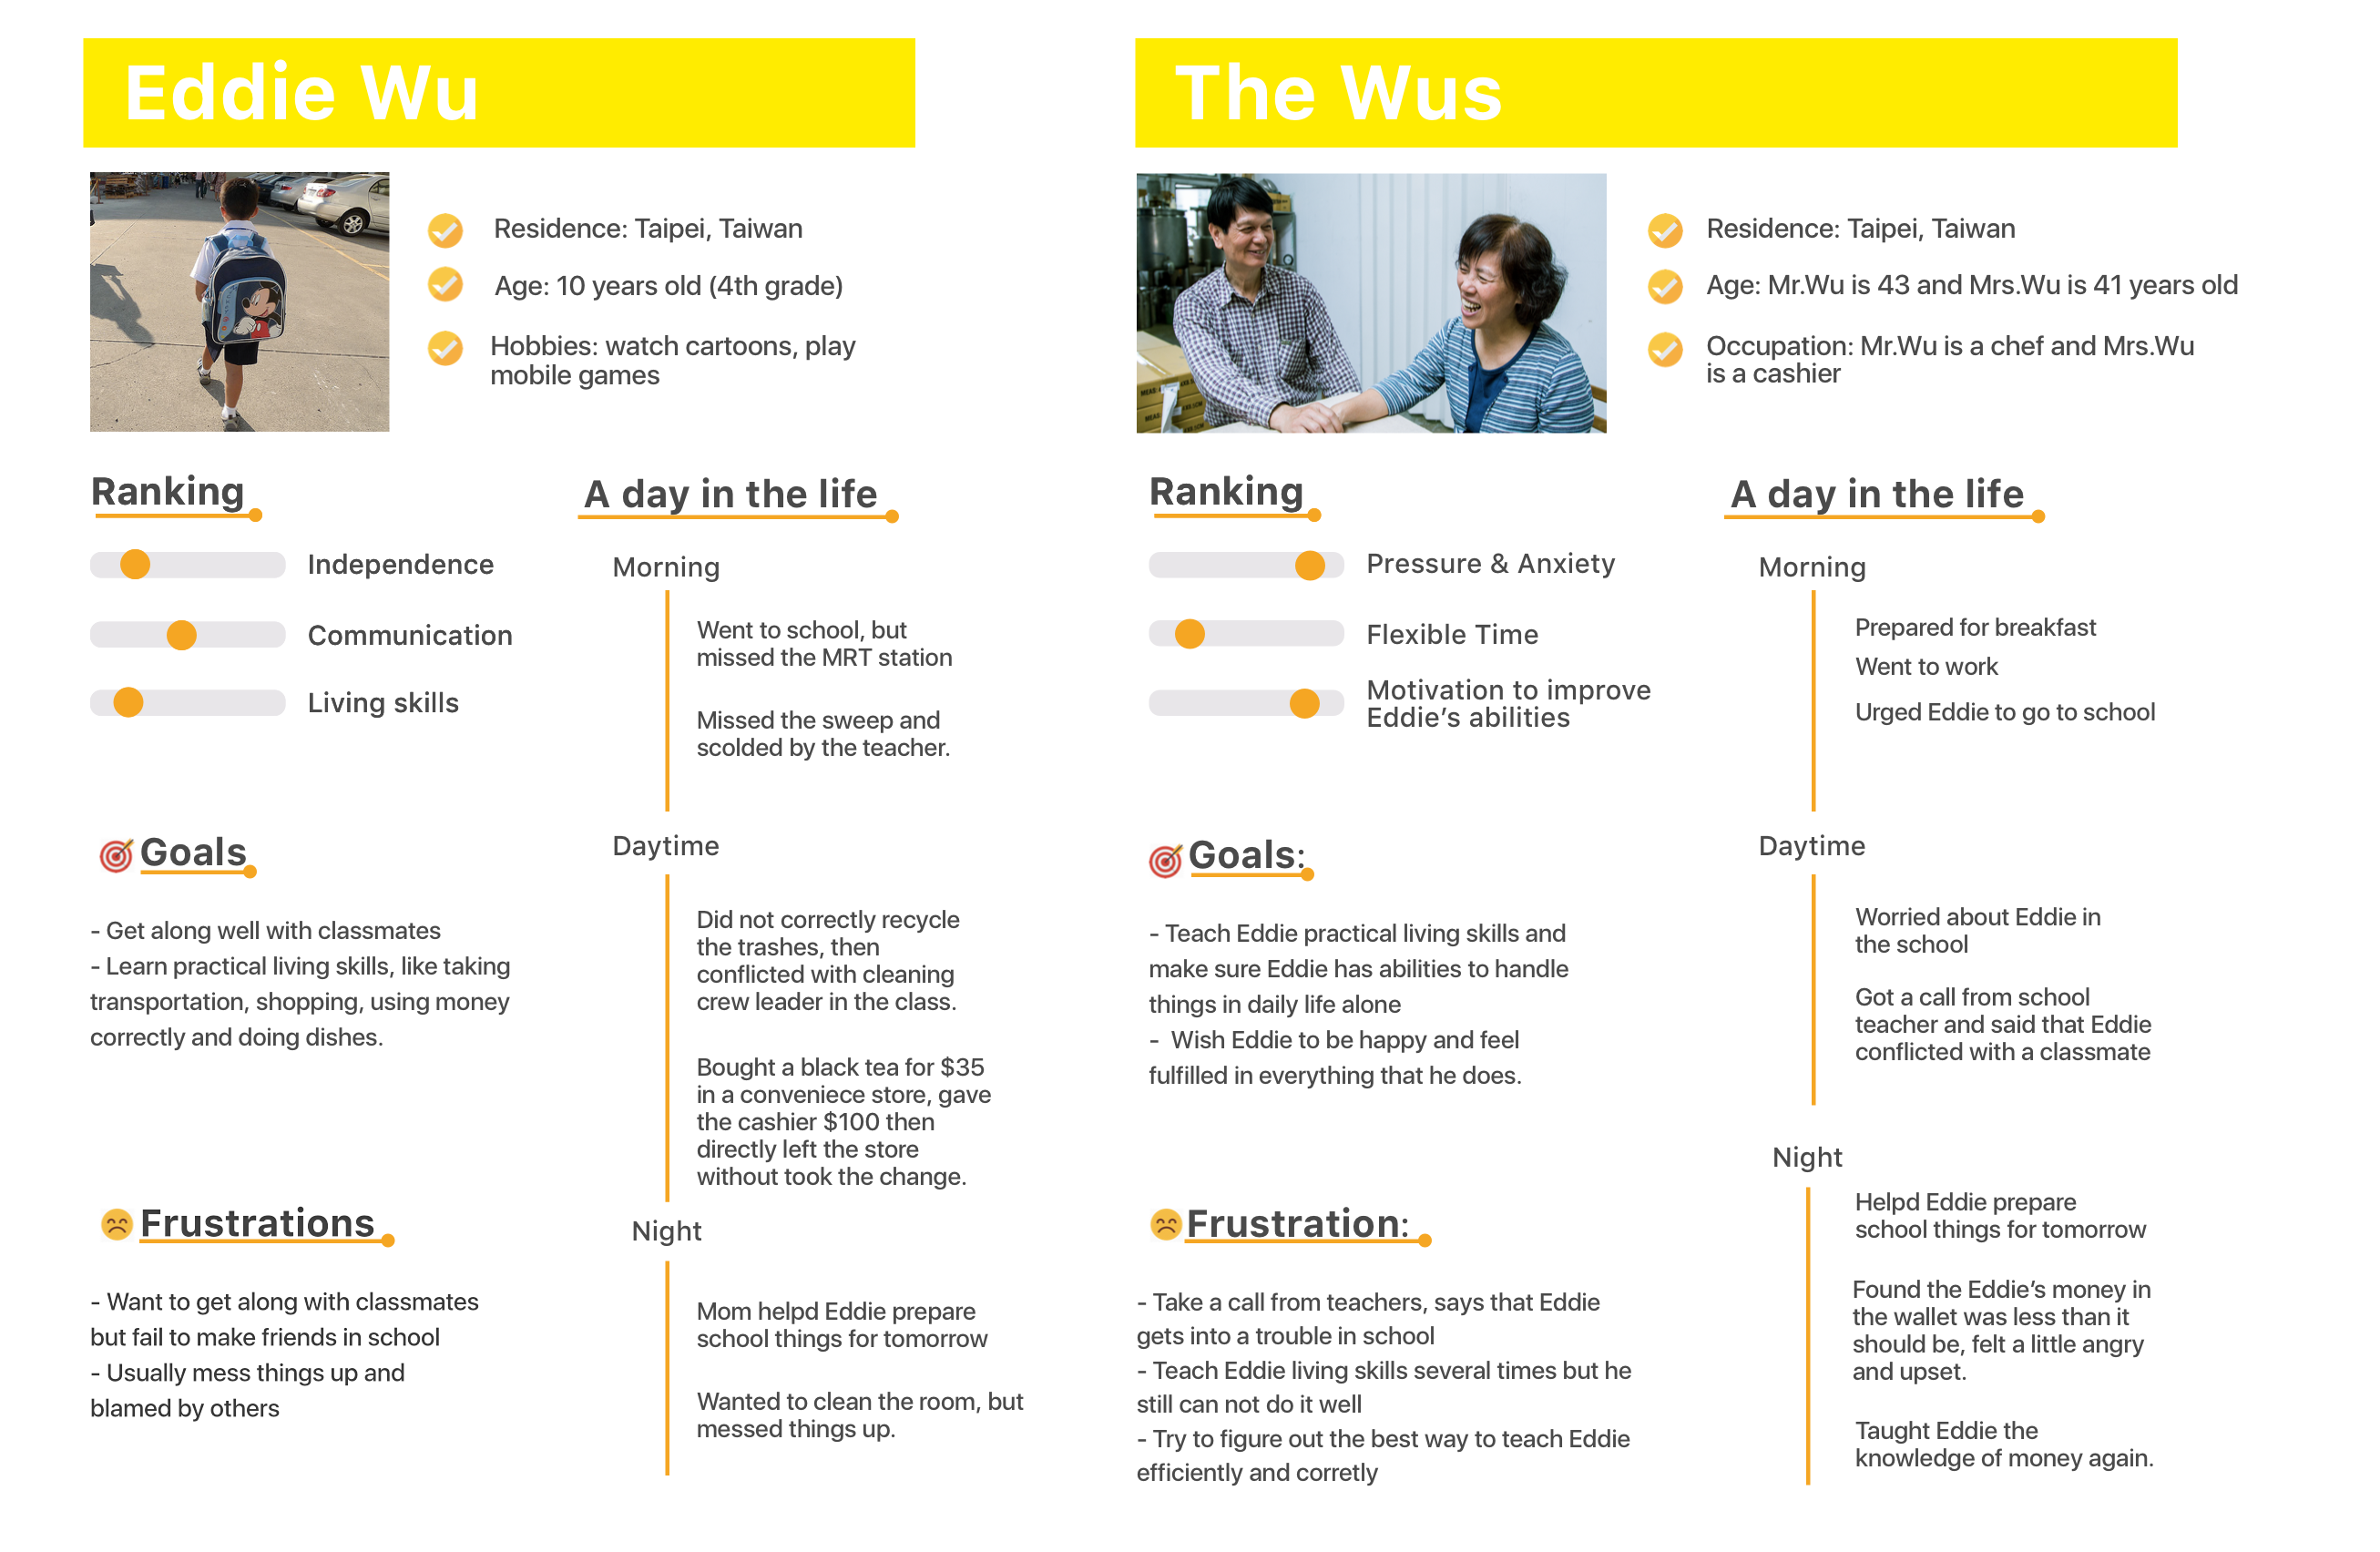 Eddie Wu
Residence: Taipei, Taiwan
Age: 10 years old (4th grade)
Hobbies: watch cartoons, play
mobile games
Ranking
Independence
Communication
Living skills
A day in the life
Morning
Went to school, but
missed the MRT station
Missed the sweep and
scolded by the teacher.
Daytime
Did not correctly recycle
the trashes, then
conflicted with cleaning
crew leader in the class.
Bought a black tea for $35
in a conveniece store, gave
the cashier $100 then
directly left the store
without took the change.
Night
Mom helpd Eddie prepare
school things for tomorrow
Wanted to clean the room, but
messed things up.
Goals
- Get along well with classmates
- Learn practical living skills, like taking
transportation, shopping, using money
correctly and doing dishes.
Frustrations
- Want to get along with classmates
but fail to make friends in school
- Usually mess things up and
blamed by others
The Wus
Residence: Taipei, Taiwan
Age: Mr.Wu is 43 and Mrs.Wu is 41 years old
Occupation: Mr.Wu is a chef and Mrs.Wu
is a cashier
Ranking
Pressure & Anxiety
Flexible Time
Motivation to improve
Eddie's abilities
A day in the life
Morning
Prepared for breakfast
Went to work
Urged Eddie to go to school
Daytime
Worried about Eddie in
the school
Got a call from school
teacher and said that Eddie
conflicted with a classmate
Night
Helpd Eddie prepare
school things for tomorrow
Found the Eddie's money in
the wallet was less than it
should be, felt a little angry
and upset.
Taught Eddie the
knowledge of money again.
Goals:
- Teach Eddie practical living skills and
make sure Eddie has abilities to handle
things in daily life alone
- Wish Eddie to be happy and feel
fulfilled in everything that he does.
Frustration:
- Take a call from teachers, says that Eddie
gets into a trouble in school
- Teach Eddie living skills several times but he
still can not do it well
- Try to figure out the best way to teach Eddie
efficiently and corretly